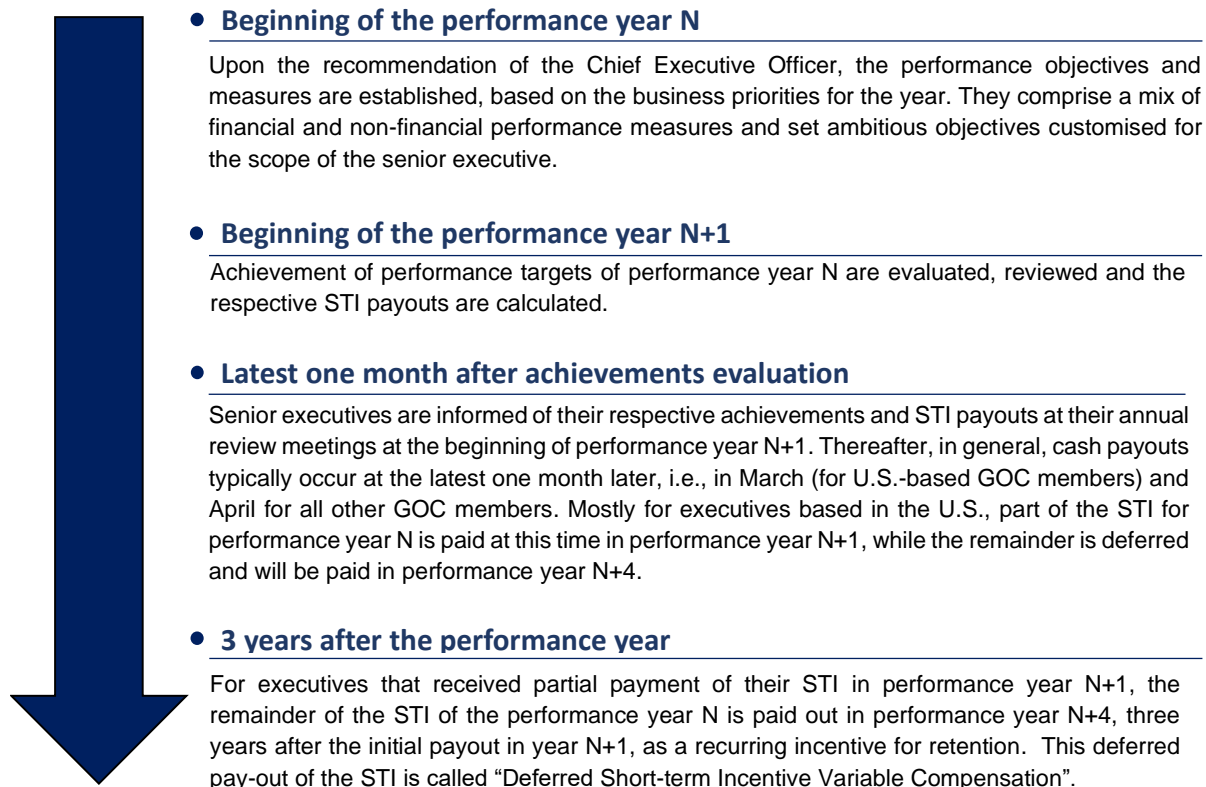 • Beginning of the performance year N
Upon the recommendation of the Chief Executive Officer, the performance objectives and
measures are established, based on the business priorities for the year. They comprise a mix of
financial and non-financial performance measures and set ambitious objectives customised for
the scope of the senior executive.
• Beginning of the performance year N+1
Achievement of performance targets of performance year N are evaluated, reviewed and the
respective STI payouts are calculated.
• Latest one month after achievements evaluation
Senior executives are informed of their respective achievements and STI payouts at their annual
review meetings at the beginning of performance year N+1. Thereafter, in general, cash payouts
typically occur at the latest one month later, i.e., in March (for U.S.-based GOC members) and
April for all other GOC members. Mostly for executives based in the U.S., part of the STI for
performance year N is paid at this time in performance year N+1, while the remainder is deferred
and will be paid in performance year N+4.
• 3 years after the performance year
For executives that received partial payment of their STI in performance year N+1, the
remainder of the STI of the performance year N is paid out in performance year N+4, three
years after the initial payout in year N+1, as a recurring incentive for retention. This deferred
pay-out of the STI is called “Deferred Short-term Incentive Variable Compensation”.